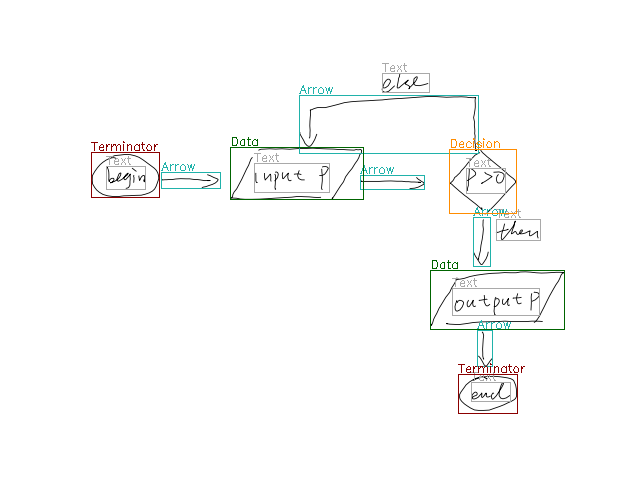 Text
else
Arrow
Data
Decision
Terminator
Text
begin
Arrow
Text
input P
Arrow
Text
P>0
Arrow
Text
then
Data
Text
output P
Arrow
Terminator
Text
end